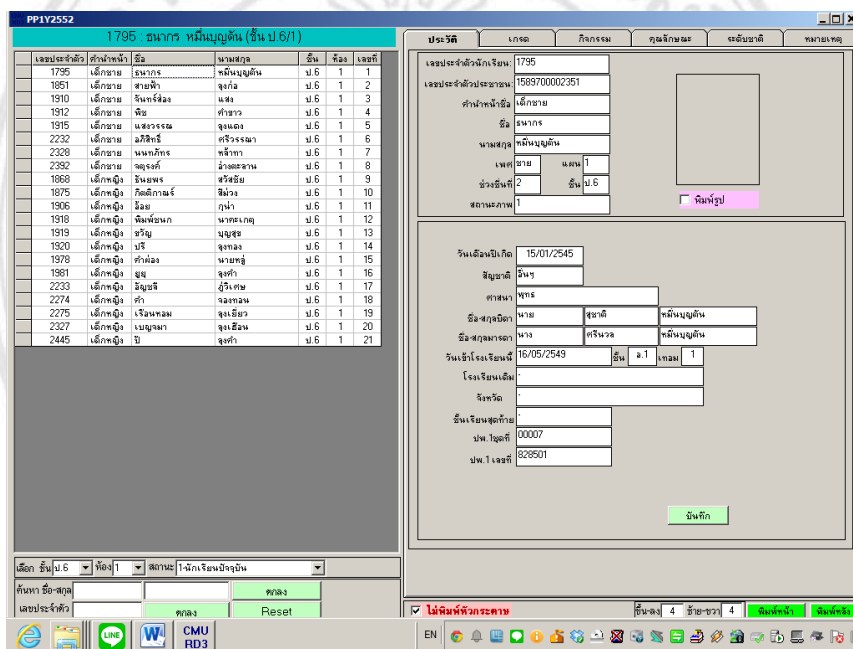 PP1Y2552
1795 : ธนากร หมื่นบุญตัน (ชั้น ป.6/1)
เลขประจำตัว คำนำหน้า ชื่อ นามสกุล ชั้น ห้อง เลขที่
1795 เด็กชาย ธนากร หมื่นบุญตัน ป.6 1 1
1851 เด็กชาย สายฟ้า ลุงก่อ ป.6 1 2
1910 เด็กชาย จันทร์ส่อง แสง ป.6 1 3
1912 เด็กชาย พิช คำขาว ป.6 1 4
1915 เด็กชาย แสงวรรณ ลุงแดง ป.6 1 5
2232 เด็กชาย อภิสิทธิ์ ศรีวรรณา ป.6 1 6
2328 เด็กชาย นนทภัทร หล้าทา ป.6 1 7
2392 เด็กชาย จตุรงค์ อ่างตะลาน ป.6 1 8
1868 เด็กหญิง ธันยพร สวัสชัย ป.6 1 9
1875 เด็กหญิง กิตติกาณร์ สีม่วง ป.6 1 10
1906 เด็กหญิง อ้อย กุน่า ป.6 1 11
1918 เด็กหญิง พิมพ์ชนก นาคะเกตุ ป.6 1 12
1919 เด็กหญิง ขวัญ บุญสุข ป.6 1 13
1920 เด็กหญิง ปรี ลุงทอง ป.6 1 14
1978 เด็กหญิง คำผ่อง นายหลู่ ป.6 1 15
1981 เด็กหญิง ยูยู ลุงคำ ป.6 1 16
2233 เด็กหญิง อัญชลี ภู่วิเศษ ป.6 1 17
2274 เด็กหญิง คำ จองทอน ป.6 1 18
2275 เด็กหญิง เรือนหอม ลุงเยียว ป.6 1 19
2327 เด็กหญิง เบญจมา ลุงเฮือน ป.6 1 20
2445 เด็กหญิง ปี ลุงคำ ป.6 1 21
เลือก ชั้น ป.6 ห้อง 1 สถานะ 1-นักเรียนปัจจุบัน
ค้นหา ชื่อ-สกุล ตกลง
เลขประจำตัว ตกลง Reset
ประวัติ เกรด กิจกรรม คุณลักษณะ ระดับชาติ หมายเหตุ
เลขประจำตัวนักเรียน: 1795
เลขประจำตัวประชาชน: 1589700002351
คำนำหน้าชื่อ เด็กชาย
ชื่อ ธนากร
นามสกุล หมื่นบุญตัน
เพศ ชาย แผน 1
ช่วงชั้นที่ 2 ชั้น ป.6
สถานะภาพ 1
พิมพ์รูป
วันเดือนปีเกิด 15/01/2545
สัญชาติ อื่นๆ
ศาสนา พุทธ
ชื่อ-สกุลบิดา นาย สุชาติ หมื่นบุญตัน
ชื่อ-สกุลมารดา นาง ศรีนวล หมื่นบุญตัน
วันเข้าโรงเรียนนี้ 16/05/2549 ชั้น อ.1 เทอม 1
โรงเรียนเดิม -
จังหวัด -
ชั้นเรียนสุดท้าย -
ปพ.1ชุดที่ 00007
ปพ.1 เลขที่ 828501
บันทึก
ไม่พิมพ์หัวกระดาษ ขึ้น-ลง 4 ซ้าย-ขวา 4 พิมพ์หน้า พิมพ์หลัง
LINE W CMU RD3 EN